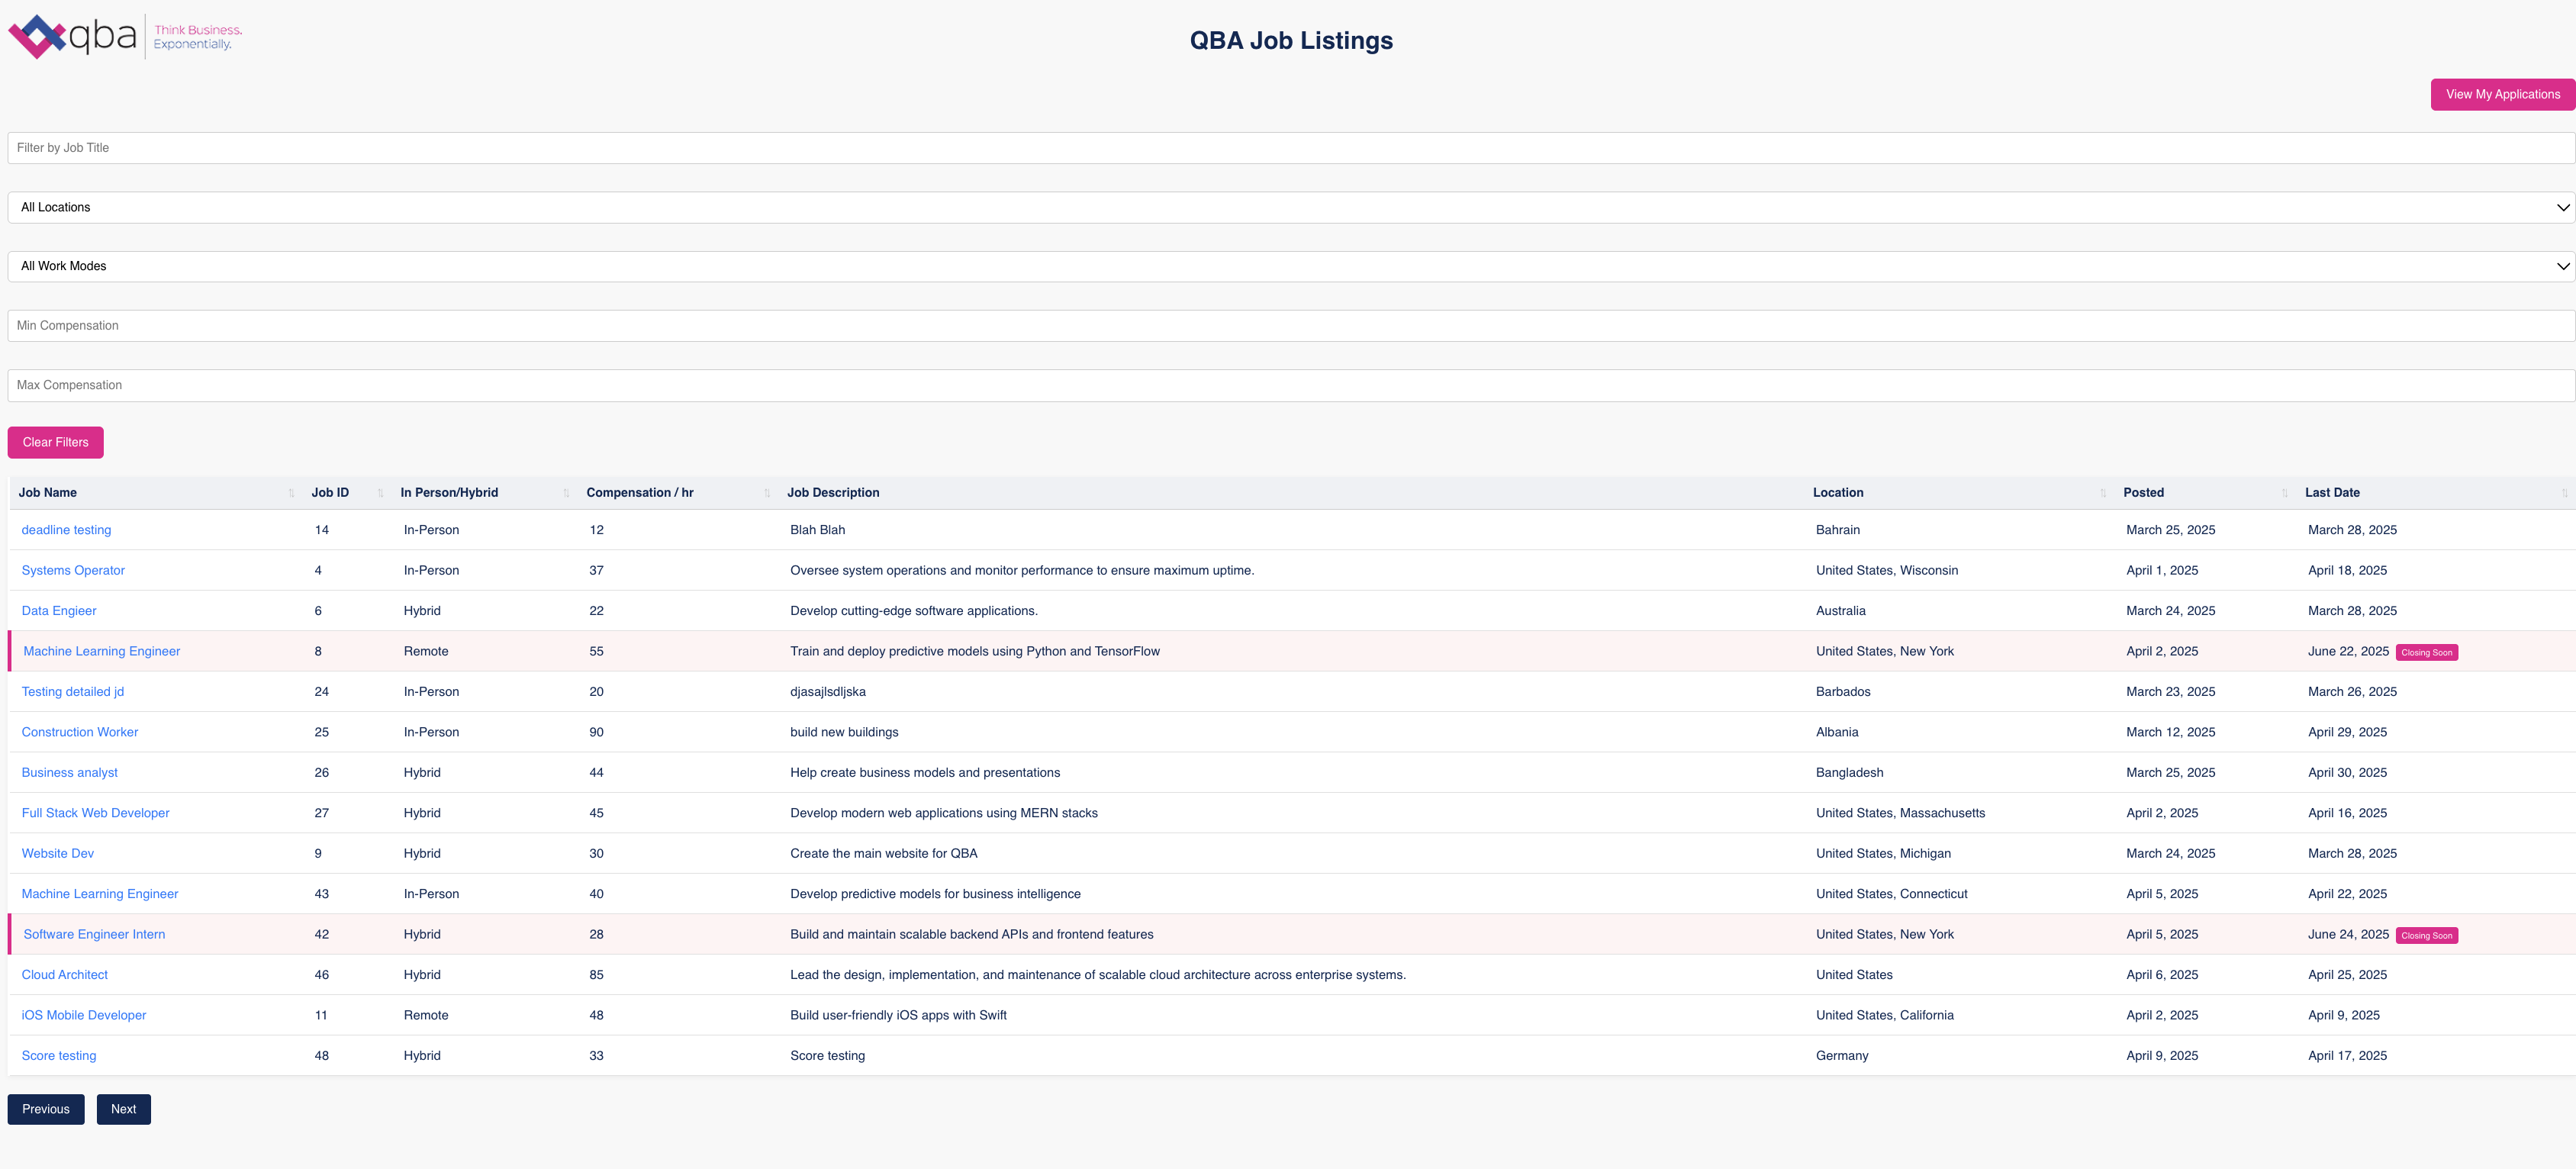 qba
Think Business.
Exponentially.
QBA Job Listings
View My Applications
Filter by Job Title
All Locations
All Work Modes
Min Compensation
Max Compensation
Clear Filters
Job Name Job ID In Person/Hybrid Compensation / hr Job Description Location Posted Last Date
deadline testing 14 In-Person 12 Blah Blah Bahrain March 25, 2025 March 28, 2025
Systems Operator 4 In-Person 37 Oversee system operations and monitor performance to ensure maximum uptime. United States, Wisconsin April 1, 2025 April 18, 2025
Data Engieer 6 Hybrid 22 Develop cutting-edge software applications. Australia March 24, 2025 March 28, 2025
Machine Learning Engineer 8 Remote 55 Train and deploy predictive models using Python and TensorFlow United States, New York April 2, 2025 June 22, 2025 Closing Soon
Testing detailed jd 24 In-Person 20 djasajlsdljska Barbados March 23, 2025 March 26, 2025
Construction Worker 25 In-Person 90 build new buildings Albania March 12, 2025 April 29, 2025
Business analyst 26 Hybrid 44 Help create business models and presentations Bangladesh March 25, 2025 April 30, 2025
Full Stack Web Developer 27 Hybrid 45 Develop modern web applications using MERN stacks United States, Massachusetts April 2, 2025 April 16, 2025
Website Dev 9 Hybrid 30 Create the main website for QBA United States, Michigan March 24, 2025 March 28, 2025
Machine Learning Engineer 43 In-Person 40 Develop predictive models for business intelligence United States, Connecticut April 5, 2025 April 22, 2025
Software Engineer Intern 42 Hybrid 28 Build and maintain scalable backend APIs and frontend features United States, New York April 5, 2025 June 24, 2025 Closing Soon
Cloud Architect 46 Hybrid 85 Lead the design, implementation, and maintenance of scalable cloud architecture across enterprise systems. United States April 6, 2025 April 25, 2025
iOS Mobile Developer 11 Remote 48 Build user-friendly iOS apps with Swift United States, California April 2, 2025 April 9, 2025
Score testing 48 Hybrid 33 Score testing Germany April 9, 2025 April 17, 2025
Previous Next